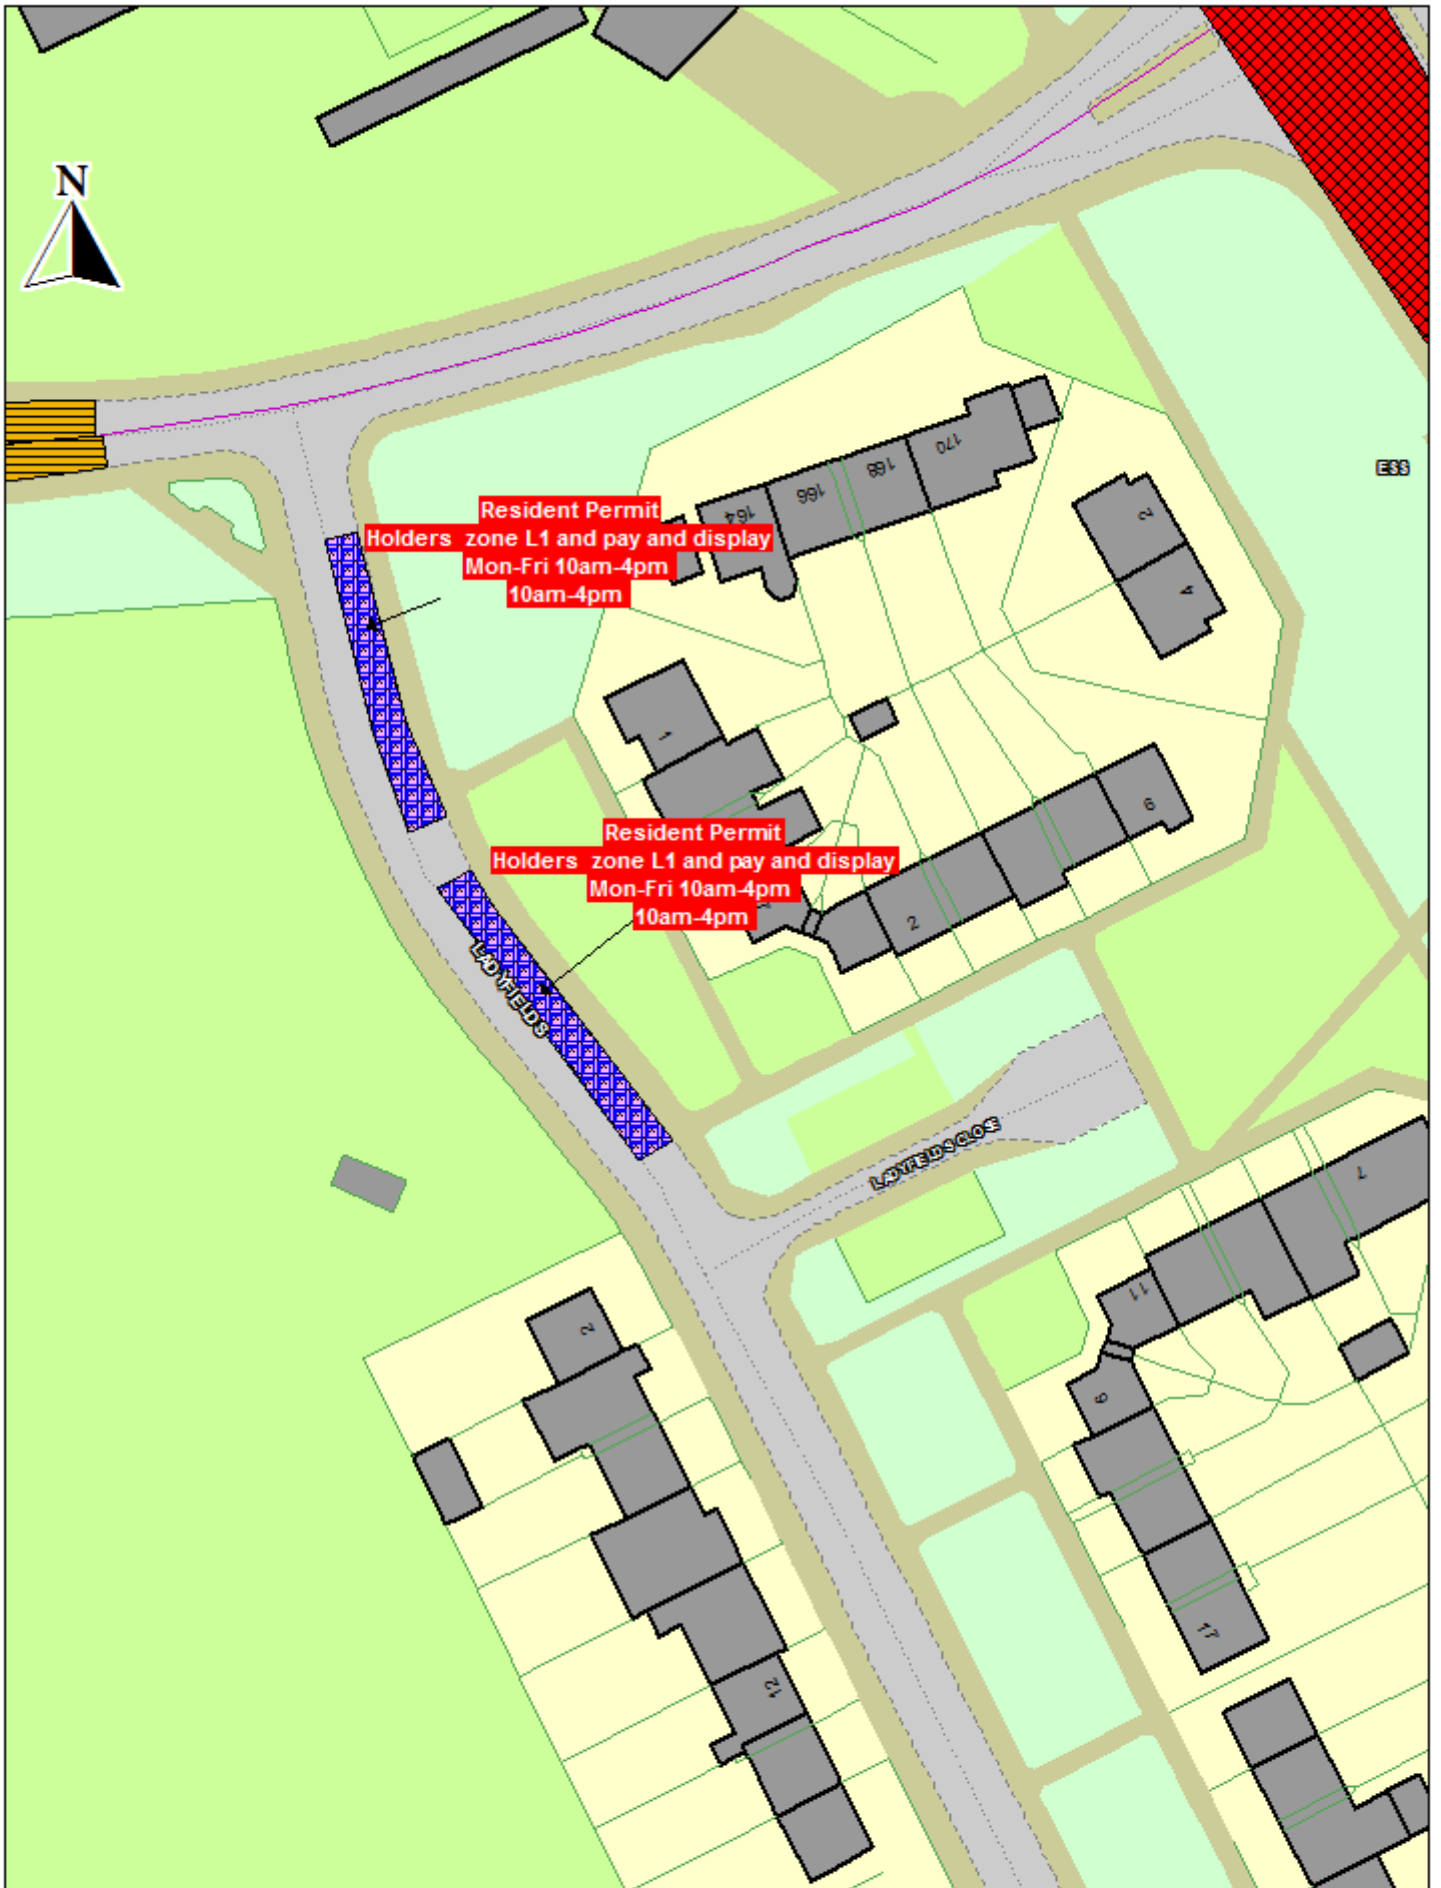 N
ESS
170
168
166
164
2
4
Resident Permit
Holders zone L1 and pay and display
Mon-Fri 10am-4pm
10am-4pm
1
9
Resident Permit
Holders zone L1 and pay and display
Mon-Fri 10am-4pm
10am-4pm
2
LADYFIELDS
LADYFIELDS CLOSE
7
11
2
9
17
12